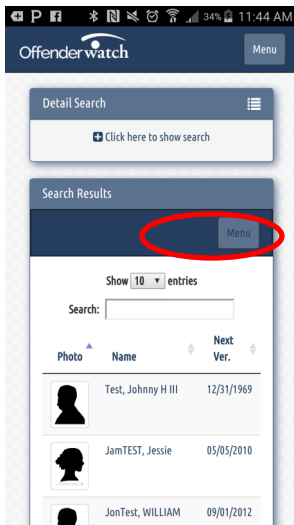 34% 11:44 AM
Offenderwatch
Menu
Detail Search
Click here to show search
Search Results
Menu
Show 10 entries
Search:
Photo Name Next Ver.
Test, Johnny H III 12/31/1969
JamTEST, Jessie 05/05/2010
JonTest, WILLIAM 09/01/2012